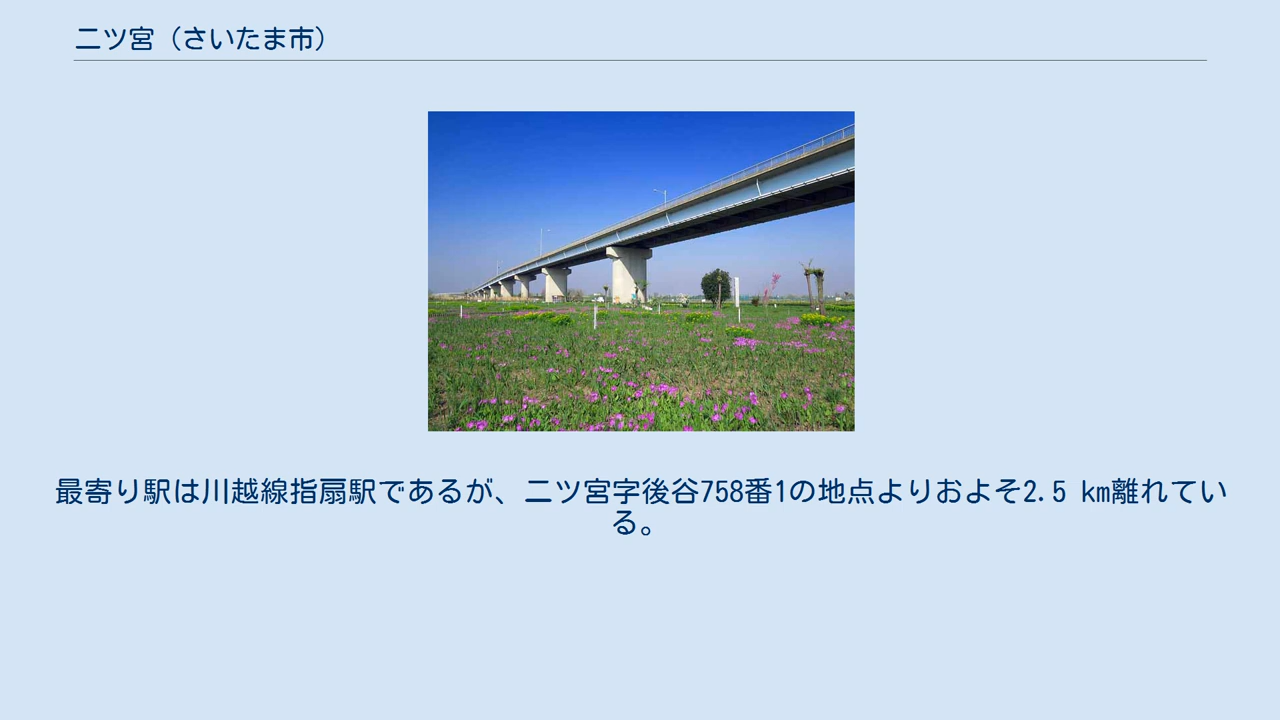 二ツ宮（さいたま市）
最寄り駅は川越線指扇駅であるが、二ツ宮字後谷758番1の地点よりおよそ2.5 km離れてい
る。